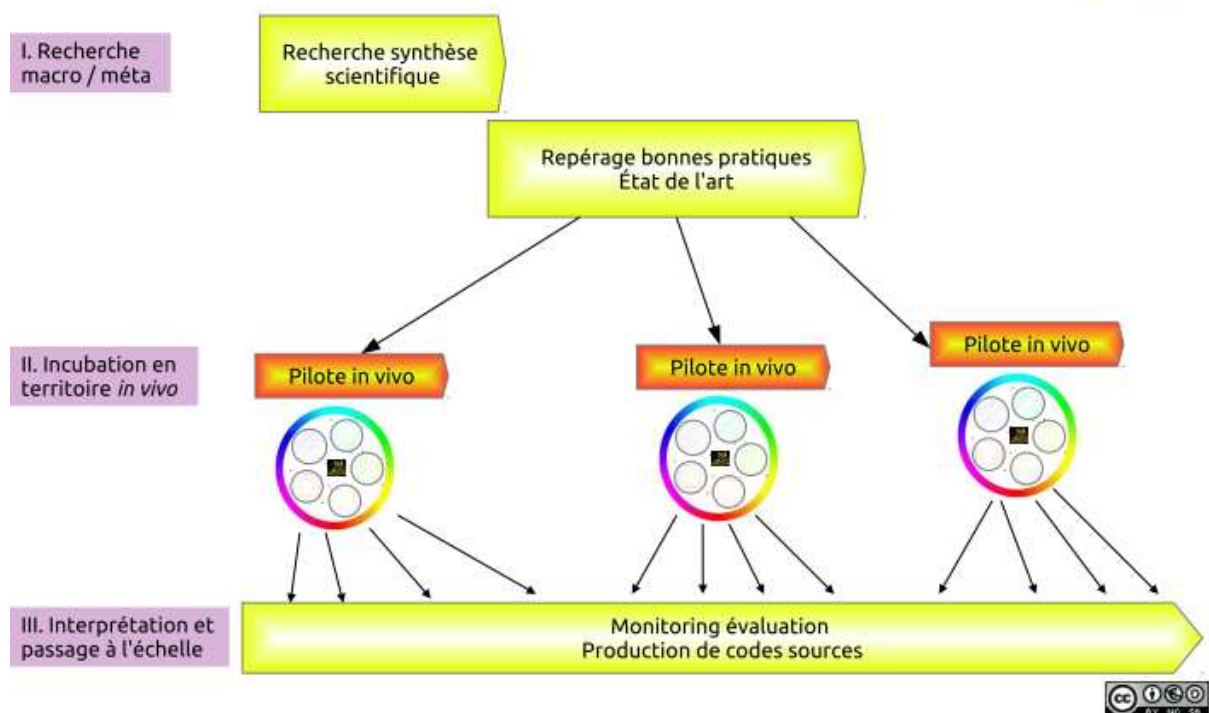 I. Recherche
macro / méta
Recherche synthèse
scientifique
Repérage bonnes pratiques
État de l'art
II. Incubation en
territoire in vivo
Pilote in vivo
Pilote in vivo
Pilote in vivo
III. Interprétation et
passage à l'échelle
Monitoring évaluation
Production de codes sources
cc